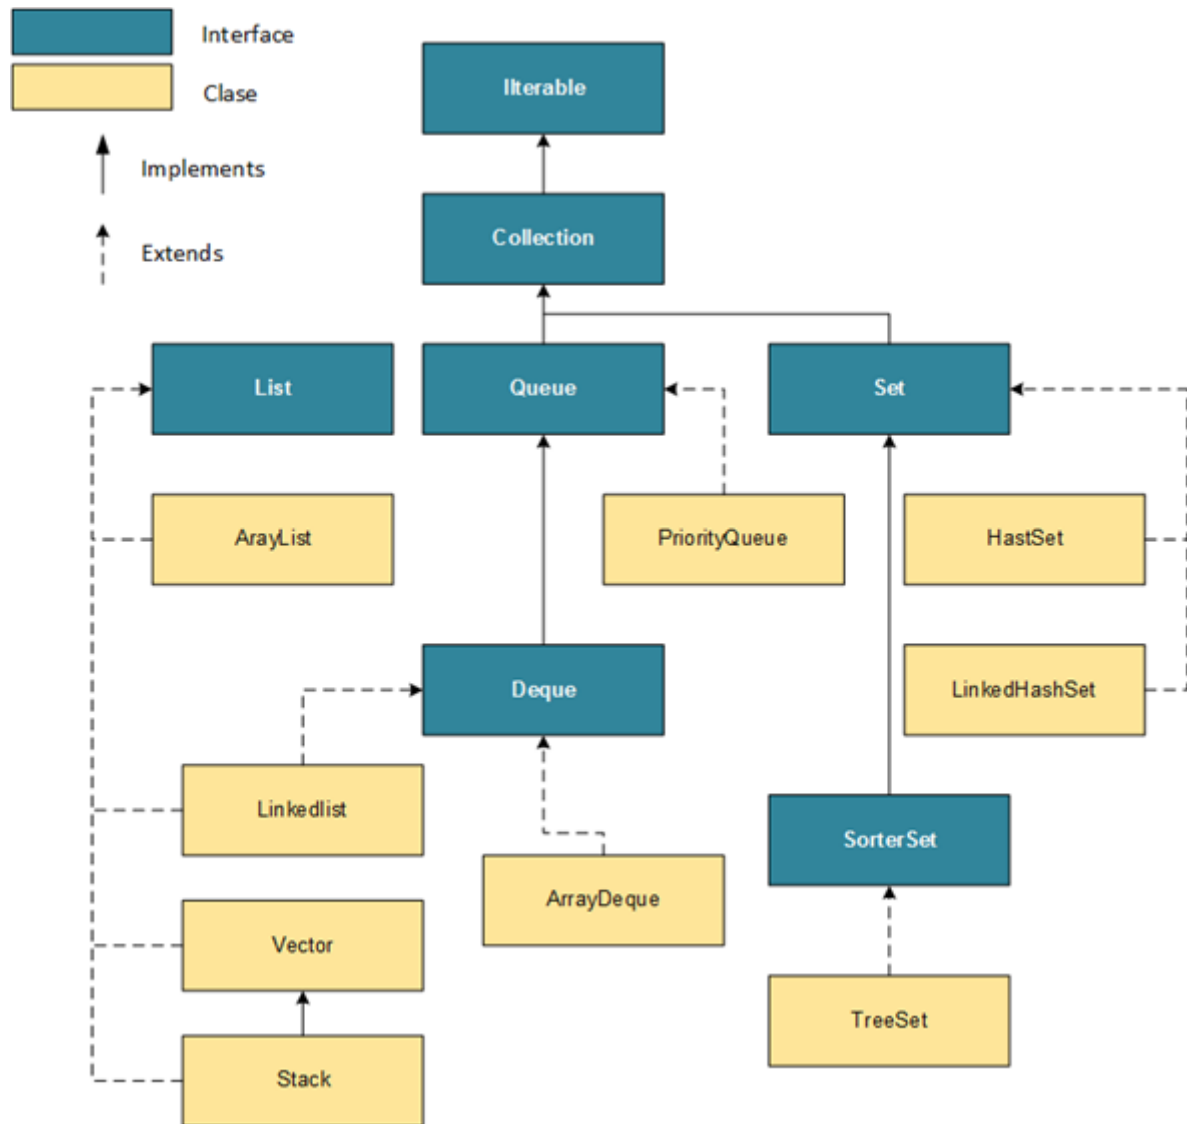 Interface
Clase
Implements
Extends
IIterable
Collection
List
Queue
Set
ArayList
PriorityQueue
HastSet
Deque
LinkedHashSet
Linkedlist
SorterSet
ArrayDeque
Vector
TreeSet
Stack